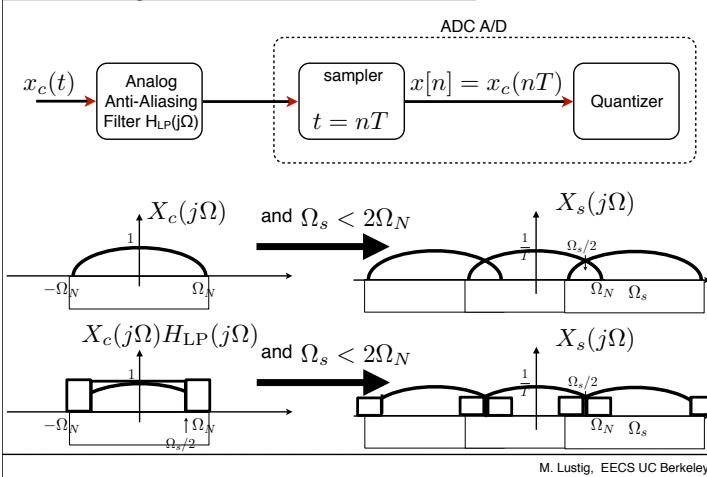 ADC A/D
x_c(t)
Analog
Anti-Aliasing
Filter H_LP(jΩ)
sampler
t = nT
x[n] = x_c(nT)
Quantizer
X_c(jΩ)
1
-Ω_N
Ω_N
and Ω_s < 2Ω_N
X_s(jΩ)
1/T
Ω_s/2
Ω_N
Ω_s
X_c(jΩ)H_LP(jΩ)
1
-Ω_N
Ω_N
Ω_s/2
and Ω_s < 2Ω_N
X_s(jΩ)
1/T
Ω_s/2
Ω_N
Ω_s
M. Lustig, EECS UC Berkeley